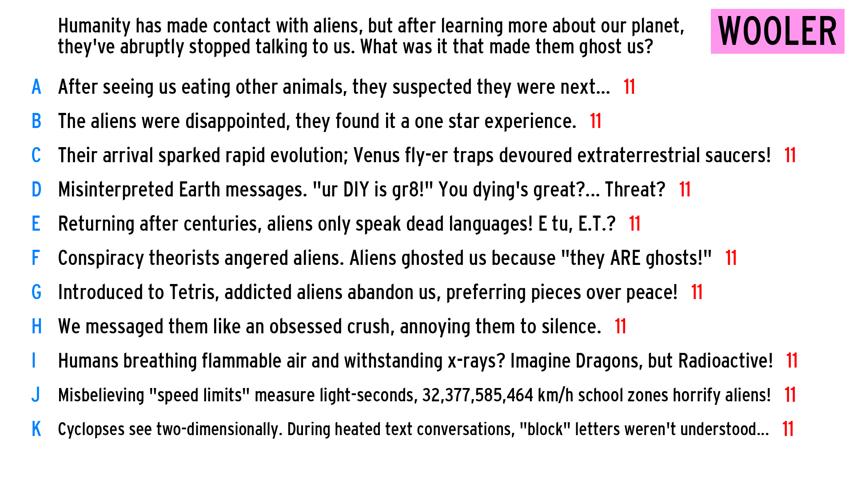 Humanity has made contact with aliens, but after learning more about our planet,
they've abruptly stopped talking to us. What was it that made them ghost us?
WOOLER
A After seeing us eating other animals, they suspected they were next... 11
B The aliens were disappointed, they found it a one star experience. 11
C Their arrival sparked rapid evolution; Venus fly-er traps devoured extraterrestrial saucers! 11
D Misinterpreted Earth messages. "ur DIY is gr8!" You dying's great?... Threat? 11
E Returning after centuries, aliens only speak dead languages! E tu, E.T.? 11
F Conspiracy theorists angered aliens. Aliens ghosted us because "they ARE ghosts!" 11
G Introduced to Tetris, addicted aliens abandon us, preferring pieces over peace! 11
H We messaged them like an obsessed crush, annoying them to silence. 11
I Humans breathing flammable air and withstanding x-rays? Imagine Dragons, but Radioactive! 11
J Misbelieving "speed limits" measure light-seconds, 32,377,585,464 km/h school zones horrify aliens! 11
K Cyclopses see two-dimensionally. During heated text conversations, "block" letters weren't understood... 11